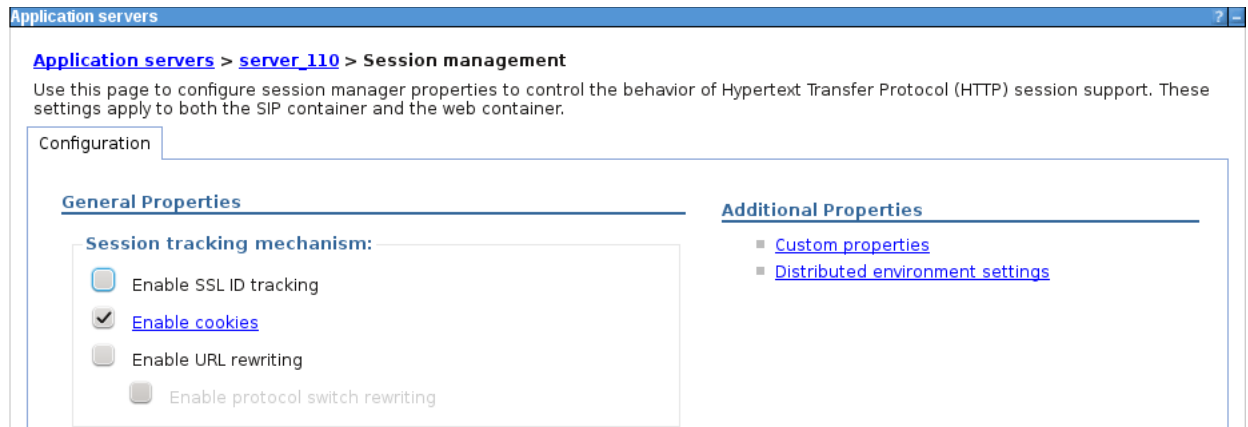 Application servers ? –
Application servers > server_110 > Session management
Use this page to configure session manager properties to control the behavior of Hypertext Transfer Protocol (HTTP) session support. These
settings apply to both the SIP container and the web container.
Configuration
General Properties
Session tracking mechanism:
Enable SSL ID tracking
Enable cookies
Enable URL rewriting
Enable protocol switch rewriting
Additional Properties
Custom properties
Distributed environment settings